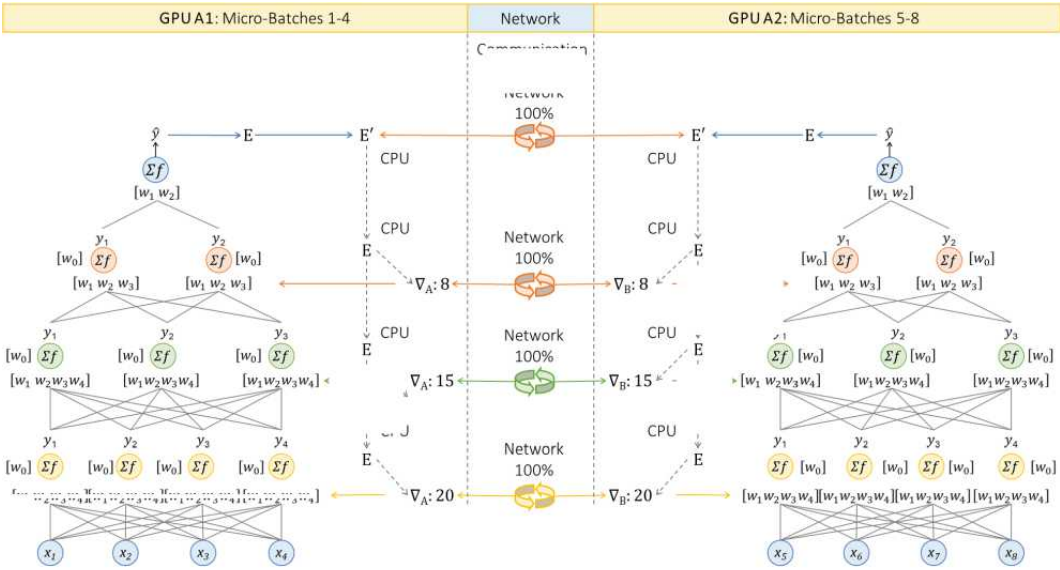 GPU A1: Micro-Batches 1-4
Network
GPU A2: Micro-Batches 5-8
Communication
Network
100%
ŷ
E
E′
E′
E
ŷ
CPU
CPU
Σf
Σf
[w₁ w₂]
[w₁ w₂]
CPU
CPU
y₁
y₂
Network
100%
y₁
y₂
E
E
[w₀] Σf
Σf [w₀]
[w₀] Σf
Σf [w₀]
[w₁ w₂ w₃]
[w₁ w₂ w₃]
∇A: 8
∇B: 8
[w₁ w₂ w₃]
[w₁ w₂ w₃]
y₁
y₂
y₃
CPU
Network
100%
CPU
y₁
y₂
y₃
E
E
[w₀] Σf
[w₀] Σf
[w₀] Σf
Σf [w₀]
Σf [w₀]
Σf [w₀]
[w₁ w₂w₃w₄]
[w₁w₂w₃w₄]
[w₁w₂w₃w₄]
∇A: 15
∇B: 15
[w₁w₂w₃w₄]
[w₁w₂w₃w₄]
[w₁w₂w₃w₄]
y₁
y₂
y₃
y₄
CPU
Network
100%
CPU
y₁
y₂
y₃
y₄
E
E
[w₀] Σf
[w₀] Σf
[w₀] Σf
[w₀] Σf
Σf [w₀]
Σf [w₀]
Σf [w₀]
Σf [w₀]
∇A: 20
∇B: 20
[w₁w₂w₃w₄][w₁w₂w₃w₄][w₁w₂w₃w₄][w₁w₂w₃w₄]
x₁
x₂
x₃
x₄
x₅
x₆
x₇
x₈